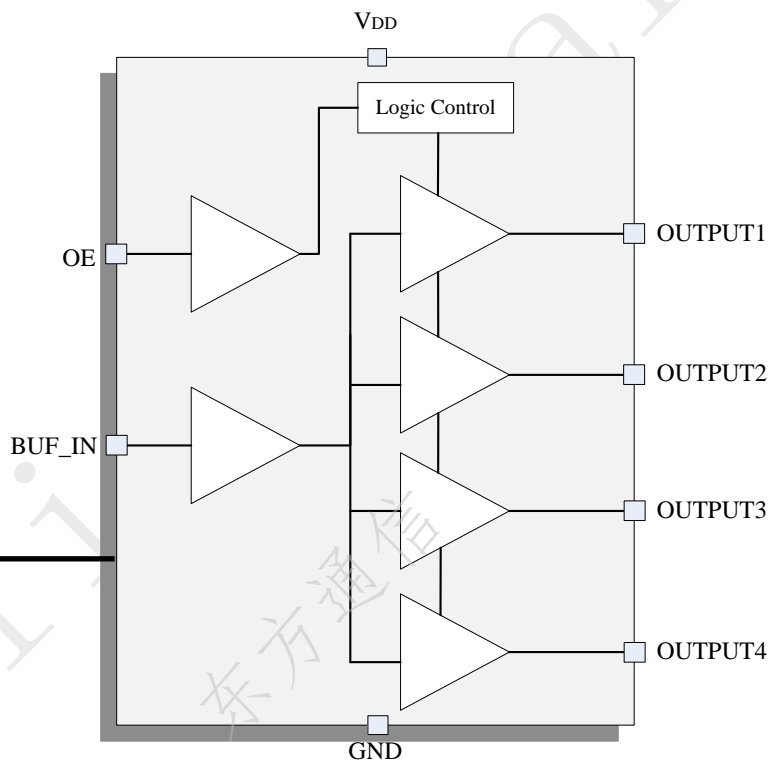 VDD
Logic Control
OE
OUTPUT1
OUTPUT2
BUF_IN
OUTPUT3
东方通信
OUTPUT4
GND